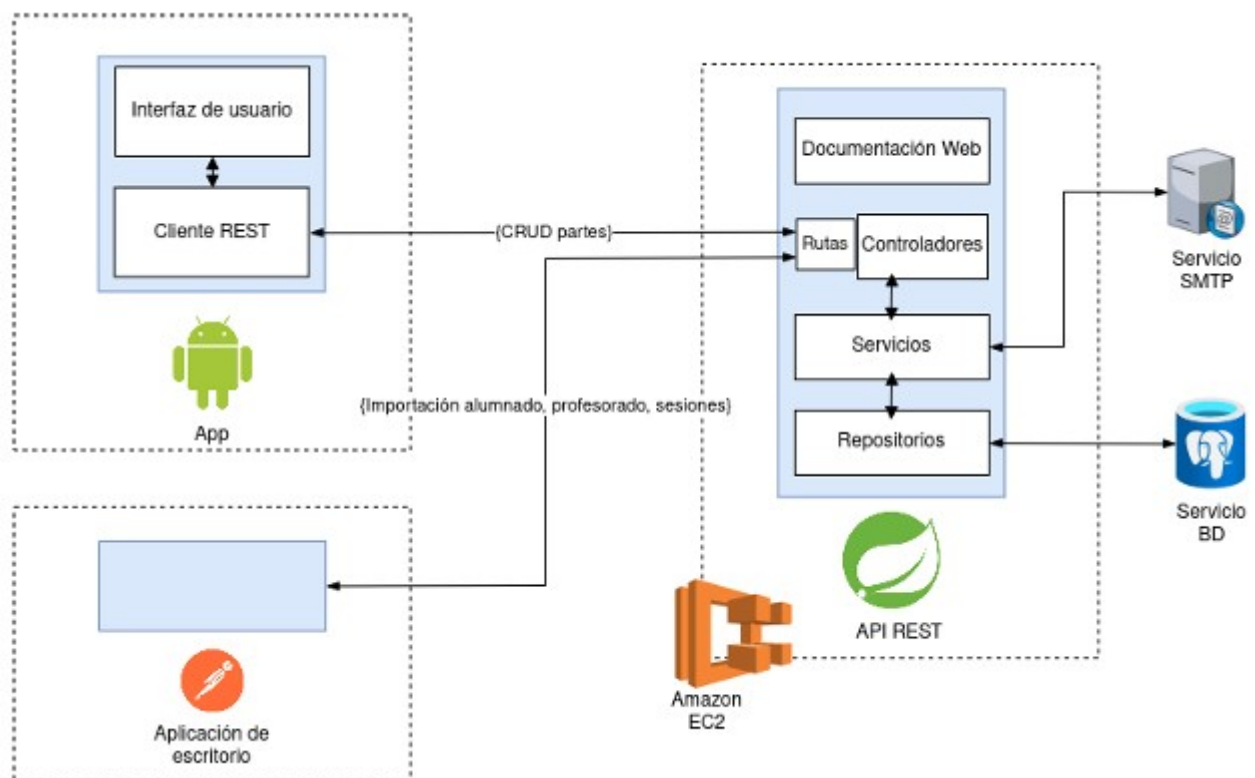 Interfaz de usuario
Cliente REST
App
{CRUD partes}
{Importación alumnado, profesorado, sesiones}
Aplicación de
escritorio
Documentación Web
Rutas
Controladores
Servicios
Repositorios
API REST
Amazon
EC2
Servicio
SMTP
Servicio
BD